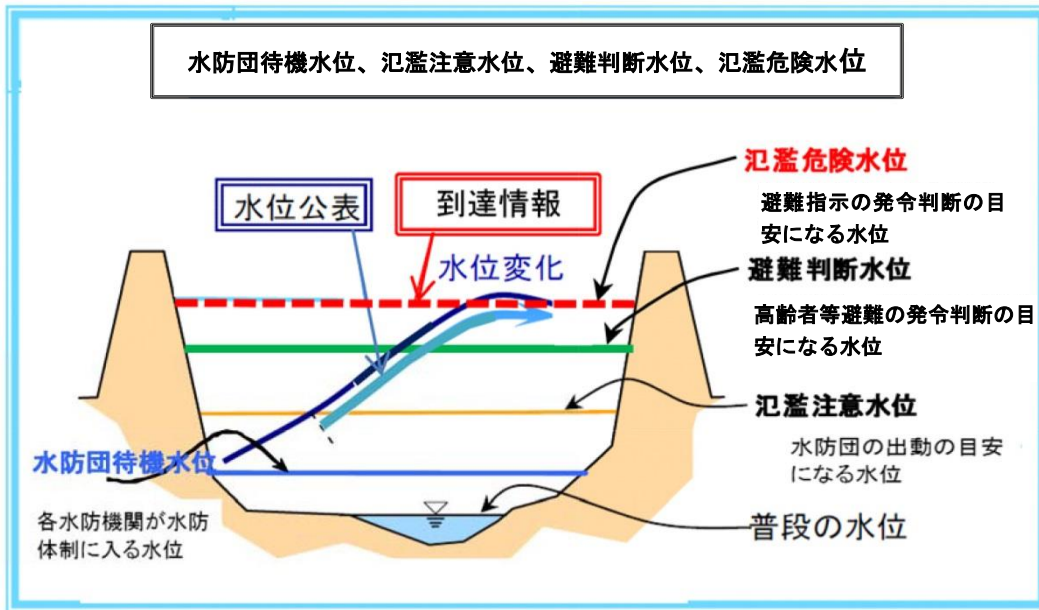 水防団待機水位、氾濫注意水位、避難判断水位、氾濫危険水位
氾濫危険水位
避難指示の発令判断の目
安になる水位
水位公表
到達情報
水位変化
避難判断水位
高齢者等避難の発令判断の目
安になる水位
氾濫注意水位
水防団の出動の目安
になる水位
水防団待機水位
各水防機関が水防
体制に入る水位
普段の水位